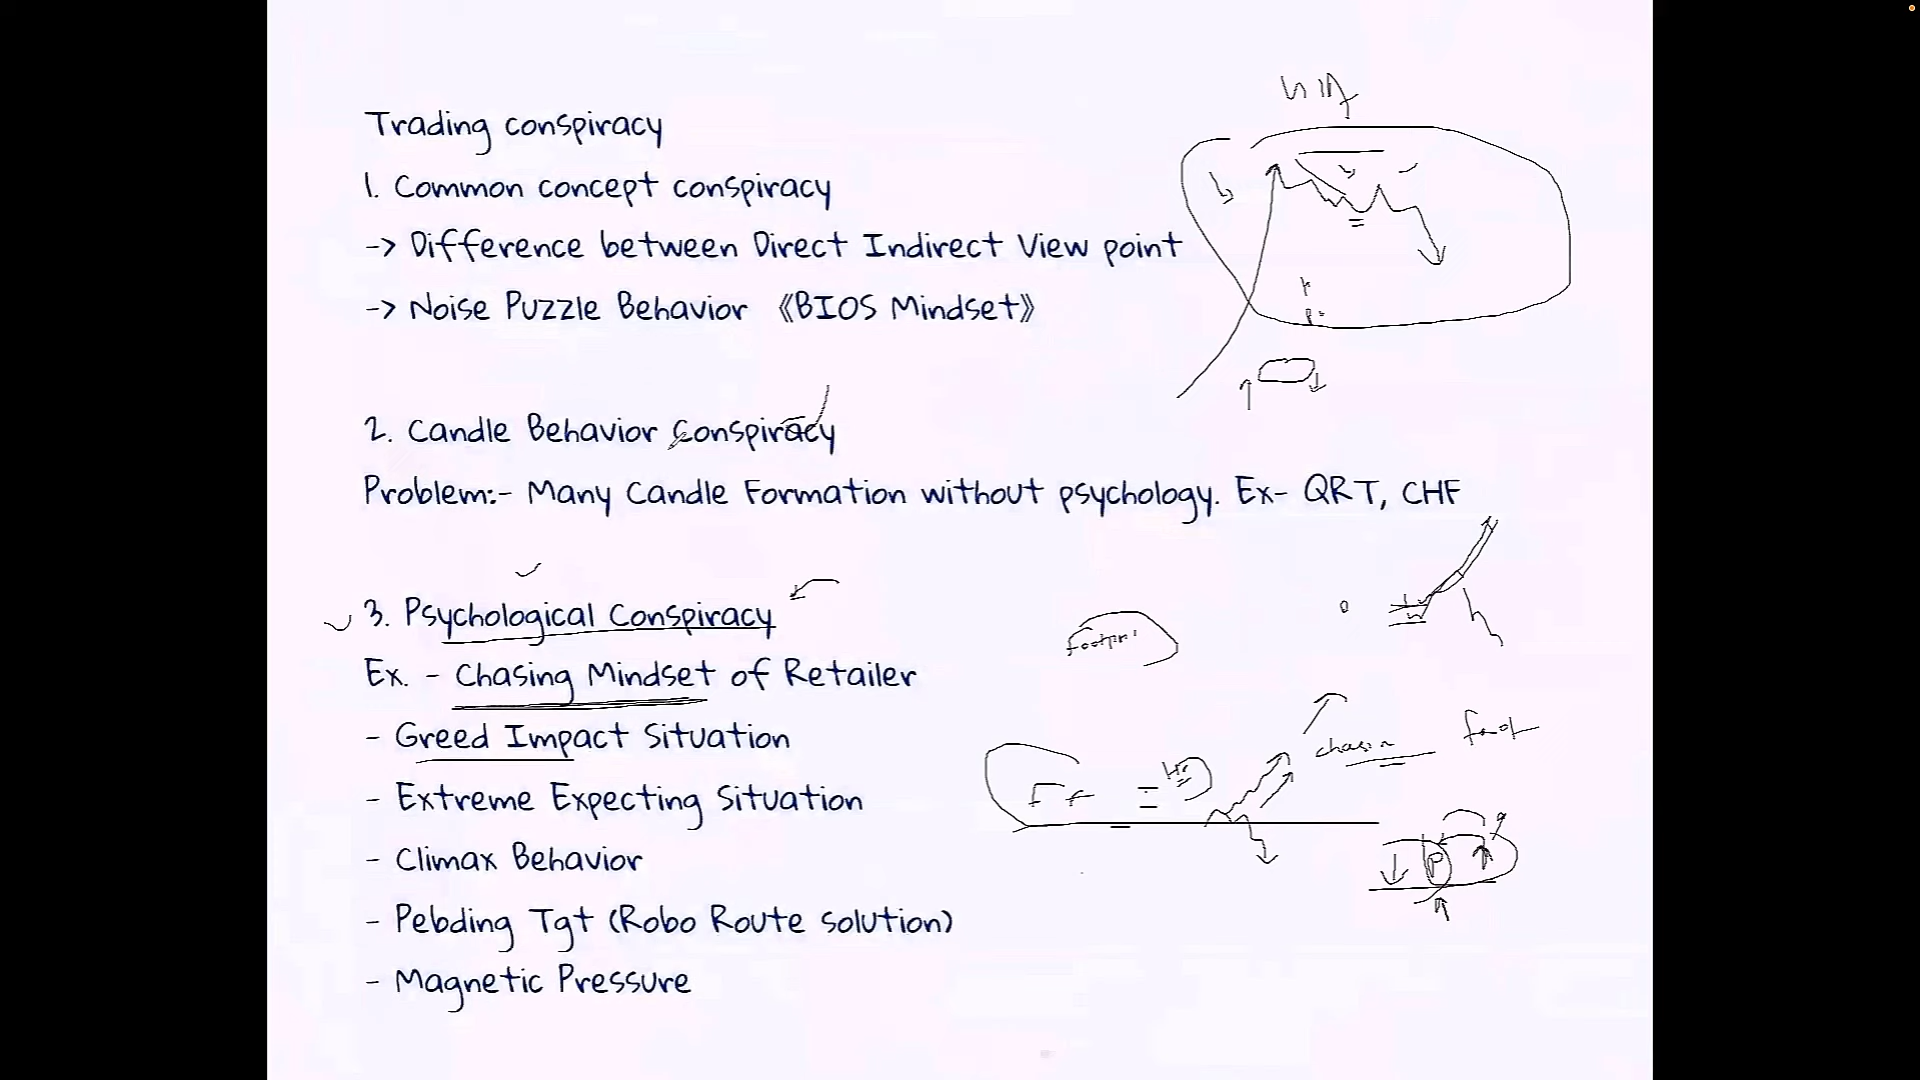 Trading conspiracy
1. Common concept conspiracy
-> Difference between Direct Indirect View point
-> Noise Puzzle Behavior 《BIOS Mindset》
2. Candle Behavior Conspiracy
Problem:- Many Candle Formation without psychology. Ex- QRT, CHF
3. Psychological Conspiracy
Ex. - Chasing Mindset of Retailer
- Greed Impact Situation
- Extreme Expecting Situation
- Climax Behavior
- Pebding Tgt (Robo Route solution)
- Magnetic Pressure